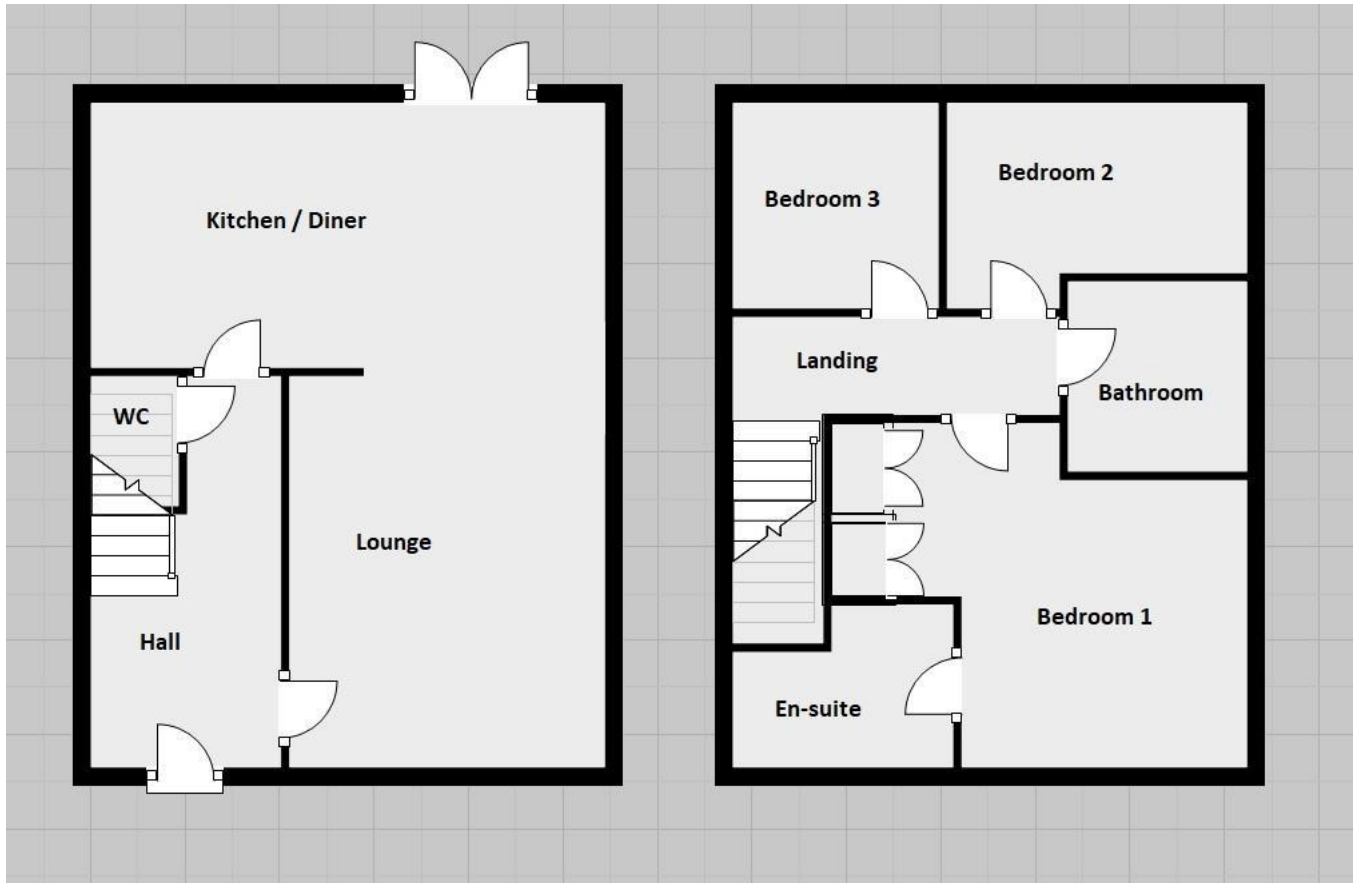 Kitchen / Diner
WC
Lounge
Hall
Bedroom 3
Bedroom 2
Landing
Bathroom
Bedroom 1
En-suite